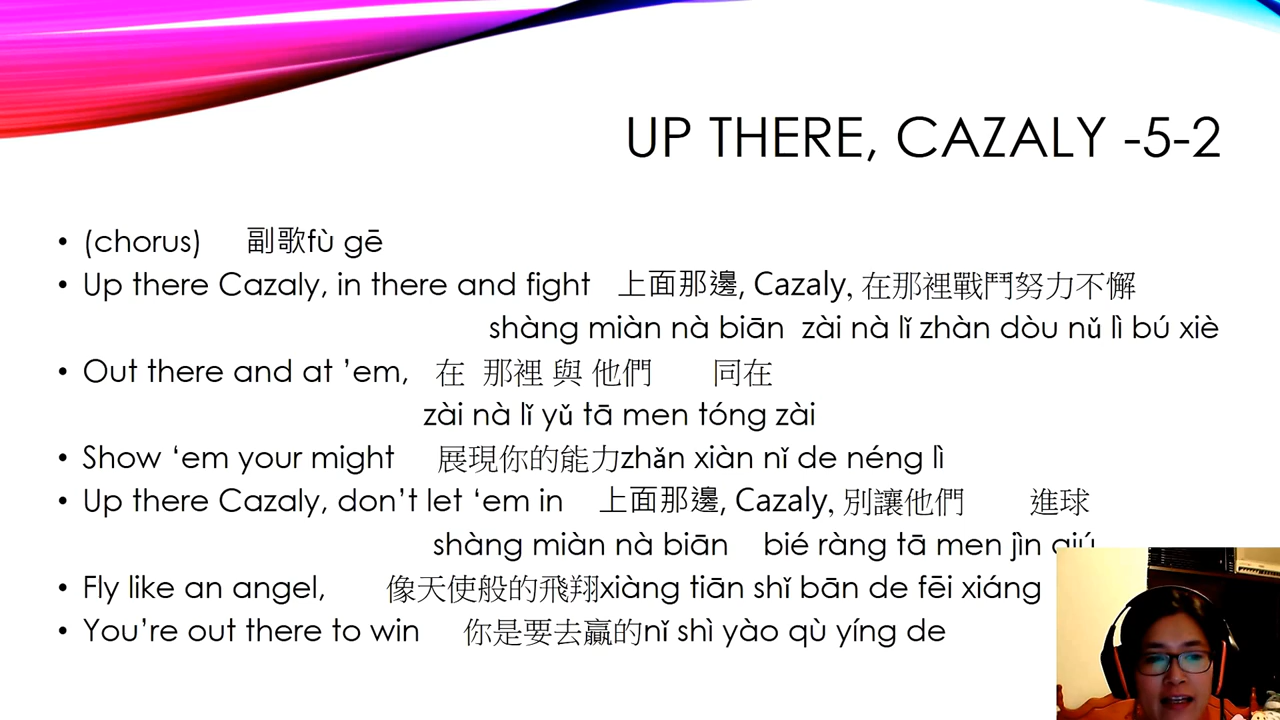 UP THERE, CAZALY -5-2
• (chorus) 副歌fù gē
• Up there Cazaly, in there and fight 上面那邊, Cazaly, 在那裡戰鬥努力不懈
shàng miàn nà biān zài nà lǐ zhàn dòu nǔ lì bú xiè
• Out there and at ’em, 在 那裡 與 他們 同在
zài nà lǐ yǔ tā men tóng zài
• Show ‘em your might 展現你的能力zhǎn xiàn nǐ de néng lì
• Up there Cazaly, don’t let ‘em in 上面那邊, Cazaly, 別讓他們 進球
shàng miàn nà biān bié ràng tā men jìn qiú
• Fly like an angel, 像天使般的飛翔xiàng tiān shǐ bān de fēi xiáng
• You’re out there to win 你是要去贏的nǐ shì yào qù yíng de